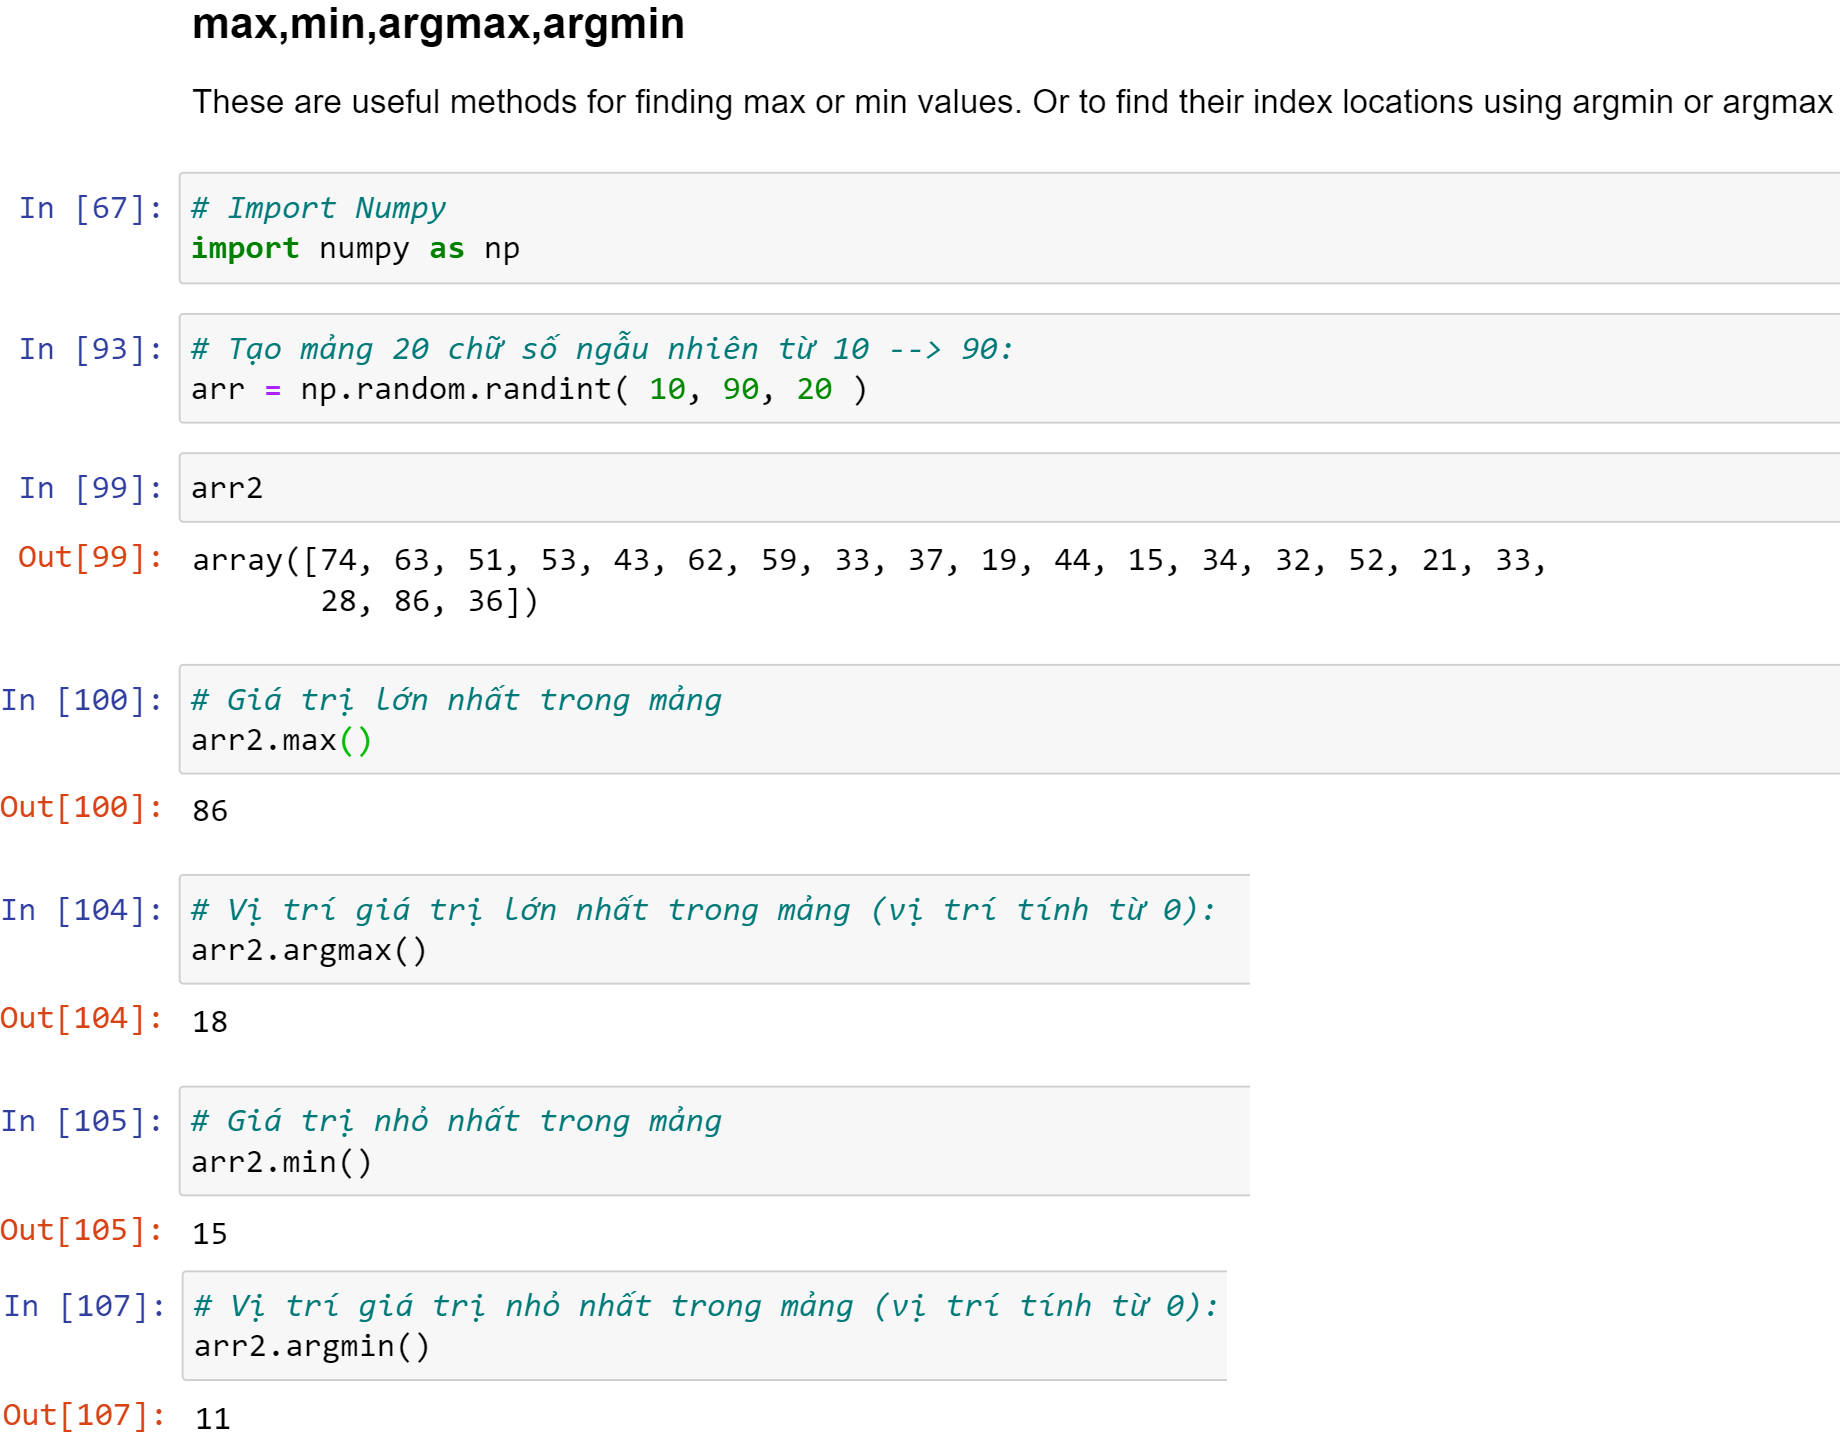 max,min,argmax,argmin
These are useful methods for finding max or min values. Or to find their index locations using argmin or argmax
In [67]: # Import Numpy
import numpy as np
In [93]: # Tạo mảng 20 chữ số ngẫu nhiên từ 10 --> 90:
arr = np.random.randint( 10, 90, 20 )
In [99]: arr2
Out[99]: array([74, 63, 51, 53, 43, 62, 59, 33, 37, 19, 44, 15, 34, 32, 52, 21, 33,
28, 86, 36])
In [100]: # Giá trị lớn nhất trong mảng
arr2.max()
Out[100]: 86
In [104]: # Vị trí giá trị lớn nhất trong mảng (vị trí tính từ 0):
arr2.argmax()
Out[104]: 18
In [105]: # Giá trị nhỏ nhất trong mảng
arr2.min()
Out[105]: 15
In [107]: # Vị trí giá trị nhỏ nhất trong mảng (vị trí tính từ 0):
arr2.argmin()
Out[107]: 11